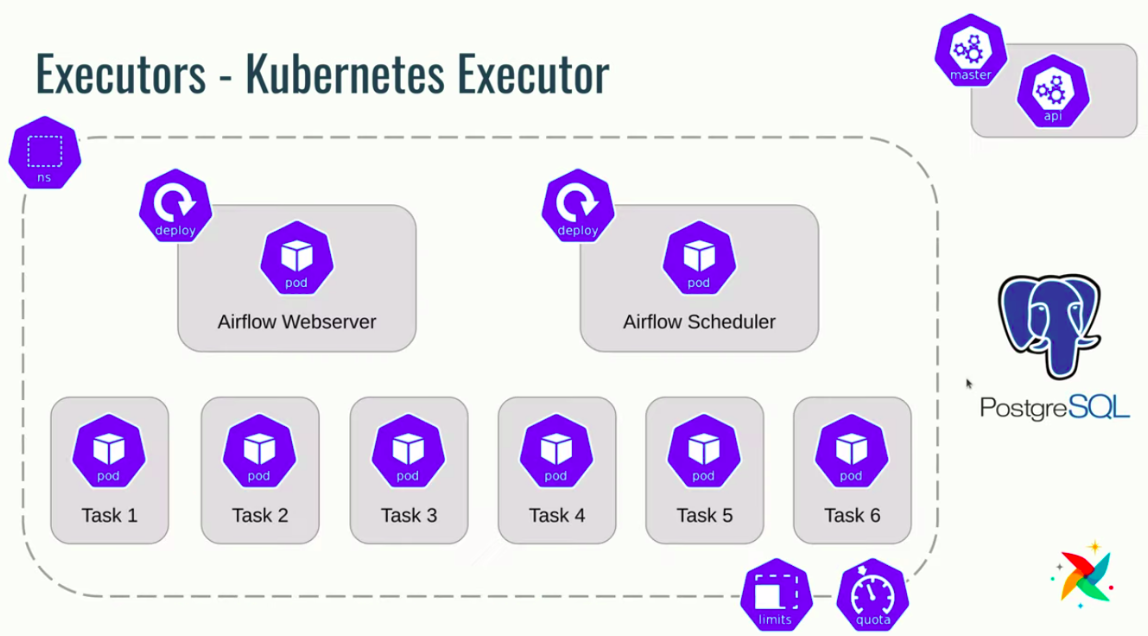 Executors - Kubernetes Executor
master
api
ns
deploy
pod
Airflow Webserver
deploy
pod
Airflow Scheduler
PostgreSQL
pod
Task 1
pod
Task 2
pod
Task 3
pod
Task 4
pod
Task 5
pod
Task 6
limits
quota